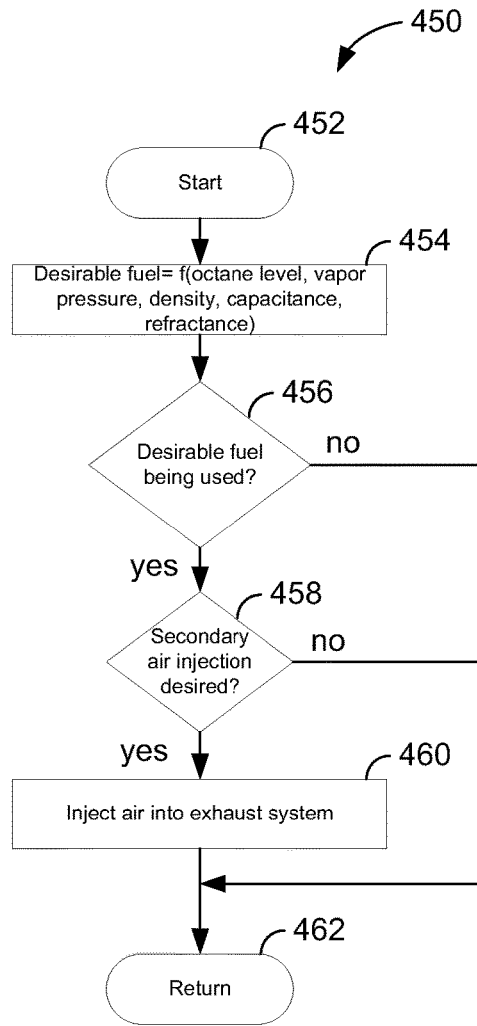 450
452
Start
454
Desirable fuel= f(octane level, vapor
pressure, density, capacitance,
refractance)
456
Desirable fuel
being used?
no
yes
458
Secondary
air injection
desired?
no
yes
460
Inject air into exhaust system
462
Return